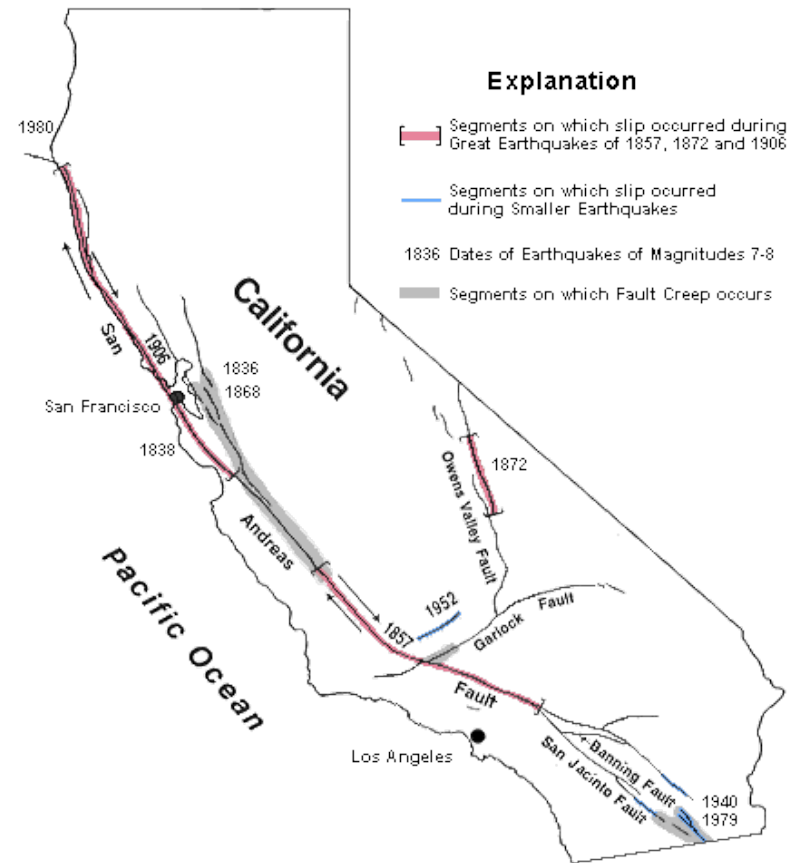 Explanation
Segments on which slip occurred during
Great Earthquakes of 1857, 1872 and 1906
Segments on which slip ocurred
during Smaller Earthquakes
1836 Dates of Earthquakes of Magnitudes 7-8
Segments on which Fault Creep occurs
1980
California
San
1906
1836
1868
San Francisco
1838
1872
Owens Valley Fault
Andreas
Pacific Ocean
1952
1857
Garlock Fault
Fault
Los Angeles
Banning Fault
San Jacinto Fault
1940
1979